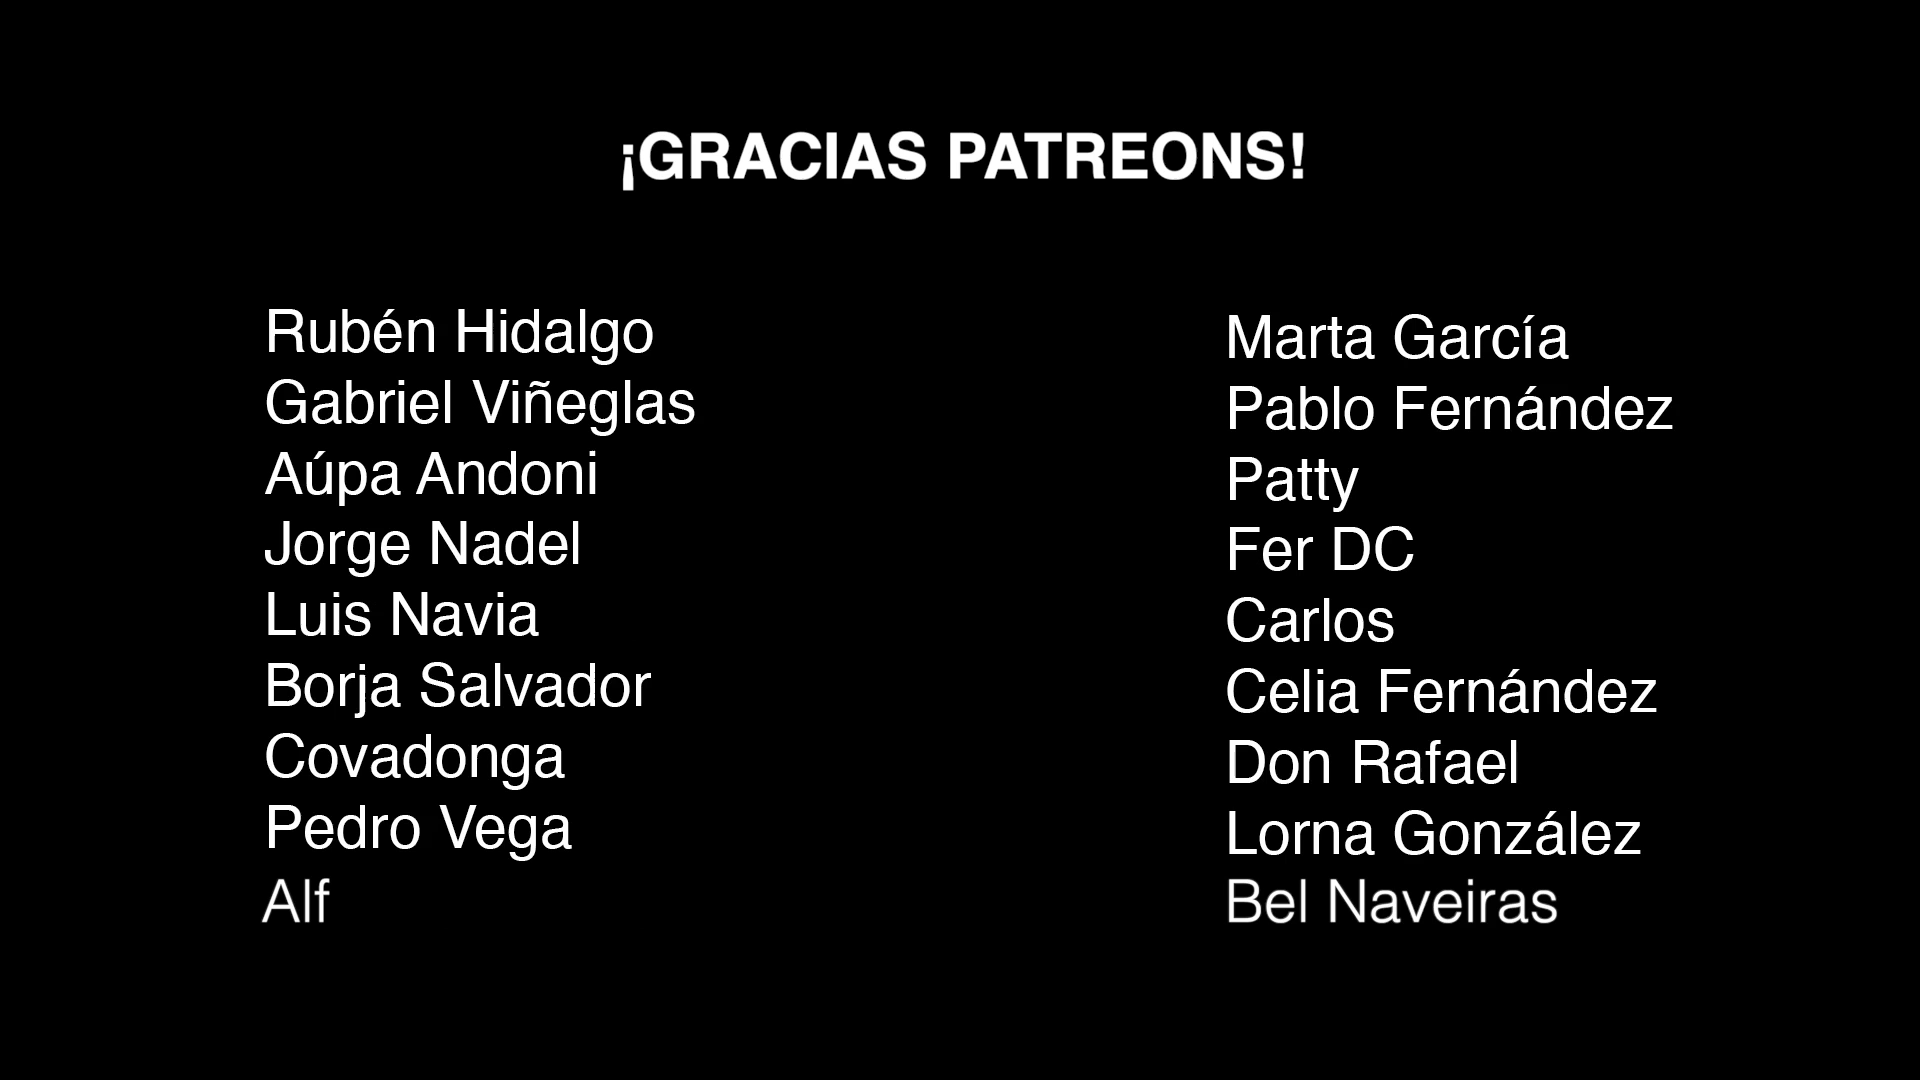 ¡GRACIAS PATREONS!
Rubén Hidalgo
Gabriel Viñeglas
Aúpa Andoni
Jorge Nadel
Luis Navia
Borja Salvador
Covadonga
Pedro Vega
Alf
Marta García
Pablo Fernández
Patty
Fer DC
Carlos
Celia Fernández
Don Rafael
Lorna González
Bel Naveiras